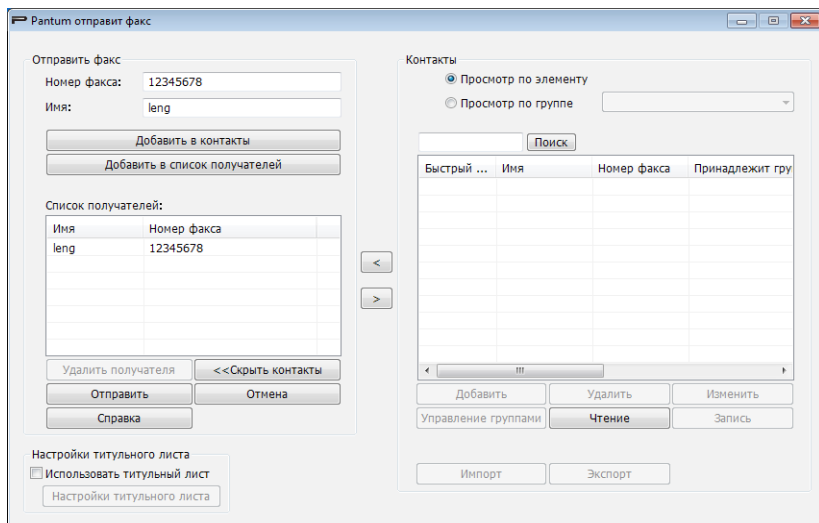 Pantum отправит факс
Отправить факс
Номер факса: 12345678
Имя: leng
Добавить в контакты
Добавить в список получателей
Список получателей:
Имя Номер факса
leng 12345678
Удалить получателя <<Скрыть контакты
Отправить Отмена
Справка
Настройки титульного листа
Использовать титульный лист
Настройки титульного листа
<
>
Контакты
Просмотр по элементу
Просмотр по группе
Поиск
Быстрый ... Имя Номер факса Принадлежит гру
Добавить Удалить Изменить
Управление группами Чтение Запись
Импорт Экспорт